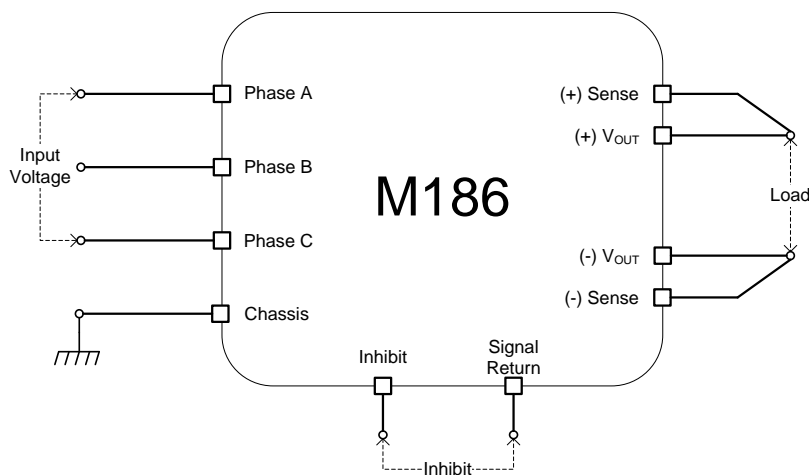 Phase A
Phase B
Phase C
Chassis
Input
Voltage
M186
(+) Sense
(+) VOUT
(-) VOUT
(-) Sense
Load
Inhibit
Signal
Return
Inhibit